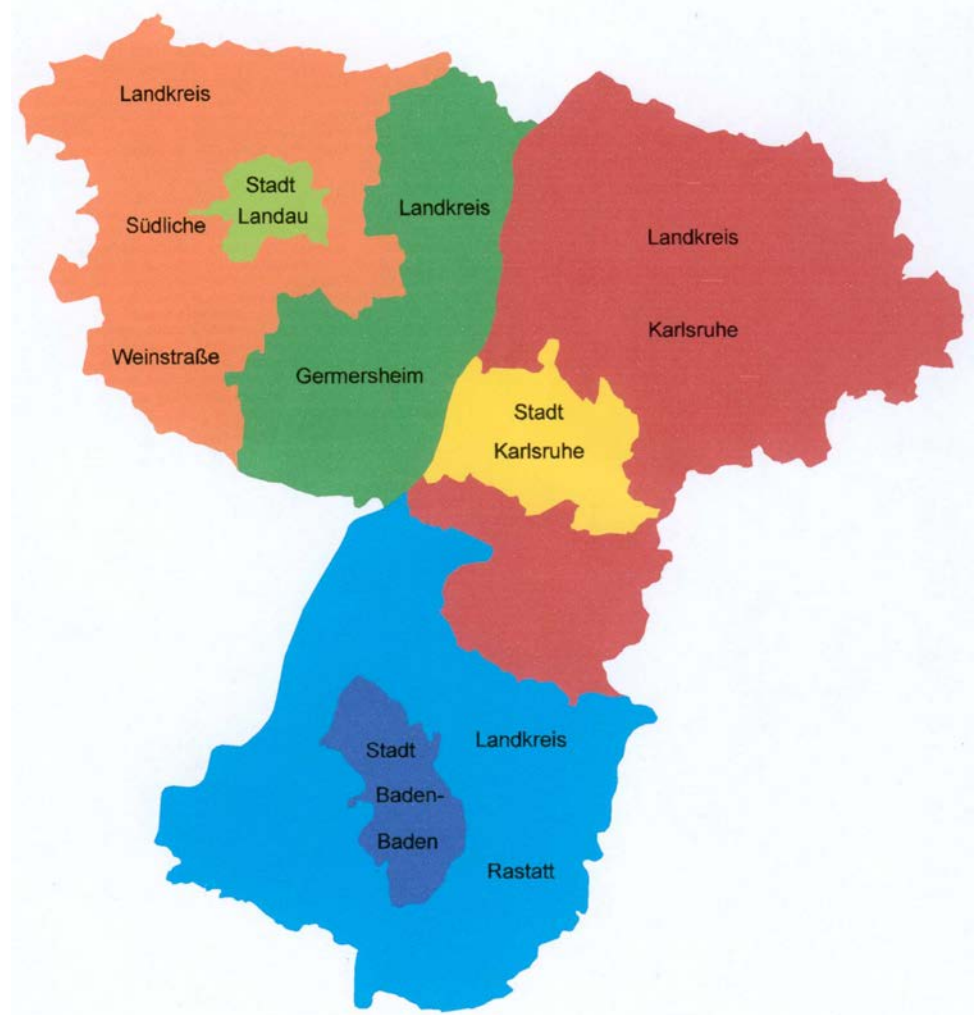 Landkreis
Südliche
Weinstraße
Stadt
Landau
Landkreis
Germersheim
Landkreis
Karlsruhe
Stadt
Karlsruhe
Landkreis
Rastatt
Stadt
Baden-
Baden